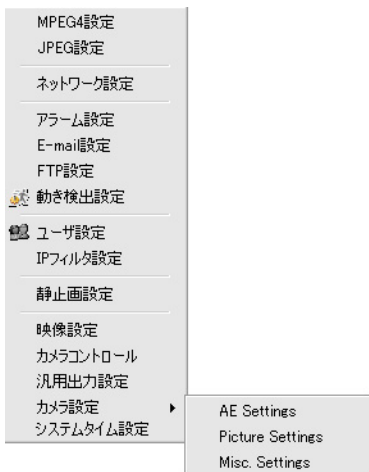 MPEG4設定
JPEG設定
ネットワーク設定
アラーム設定
E-mail設定
FTP設定
動き検出設定
ユーザ設定
IPフィルタ設定
静止画設定
映像設定
カメラコントロール
汎用出力設定
カメラ設定
システムタイム設定
AE Settings
Picture Settings
Misc. Settings